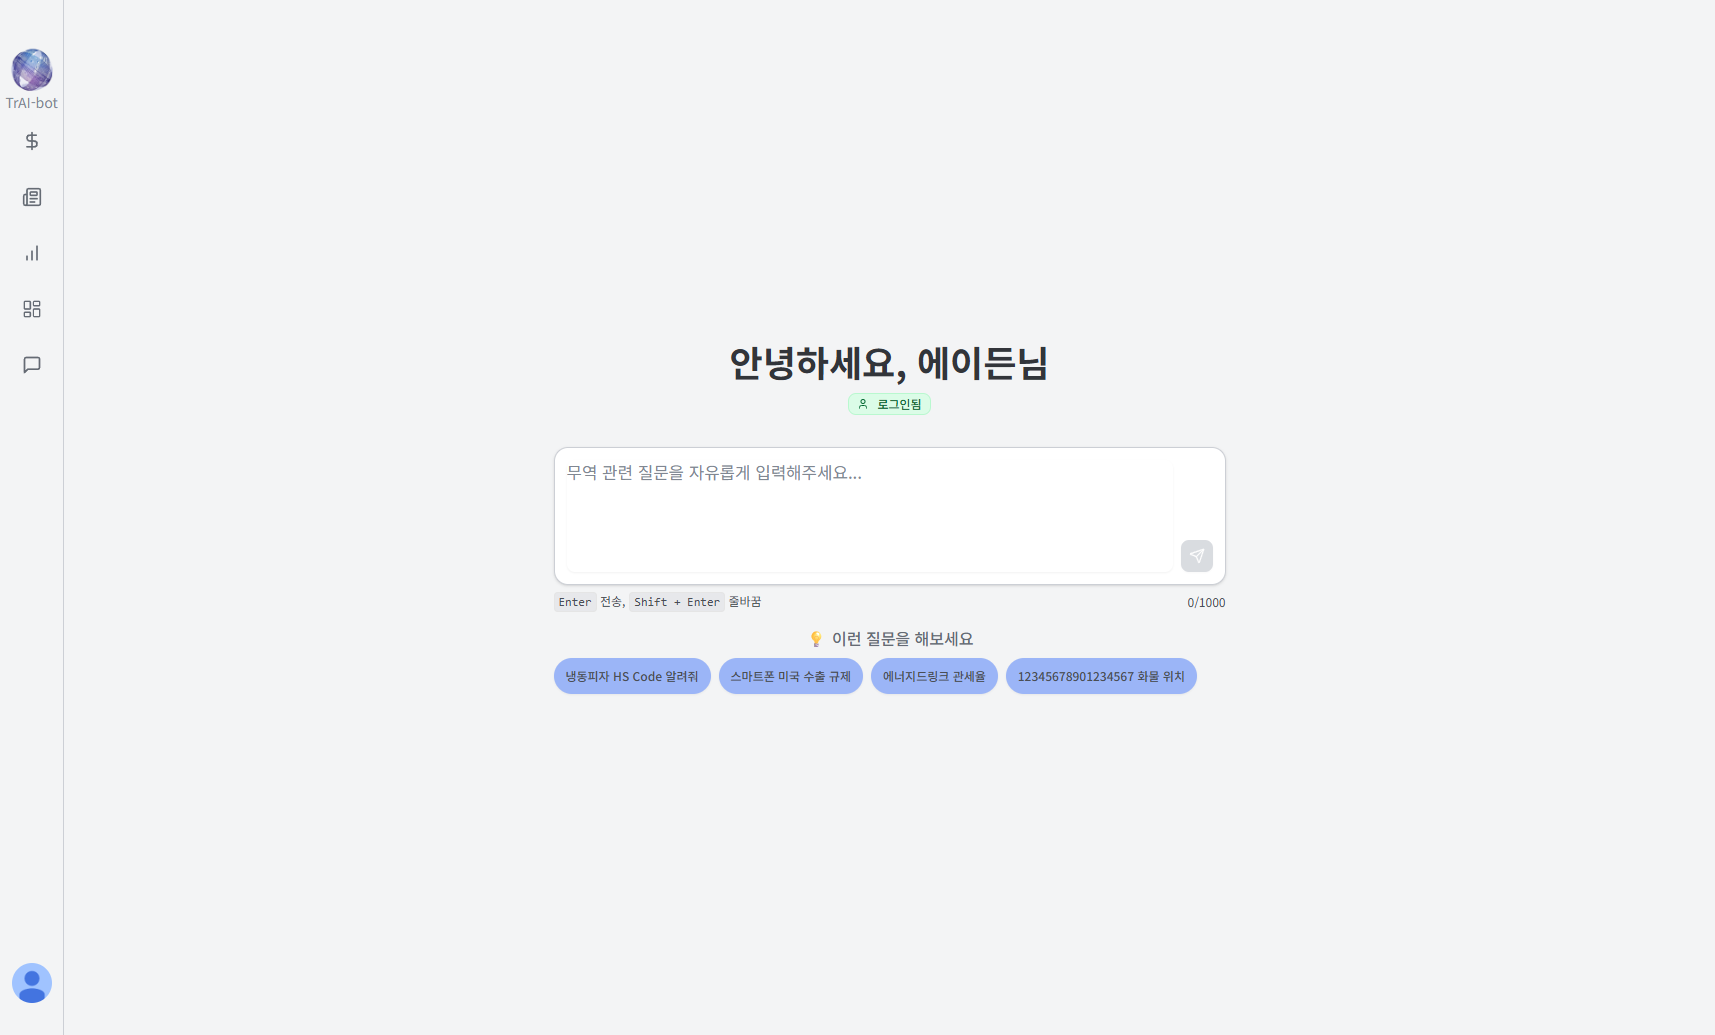 TrAI-bot
안녕하세요, 에이든님
로그인됨
무역 관련 질문을 자유롭게 입력해주세요...
Enter 전송, Shift + Enter 줄바꿈
0/1000
이런 질문을 해보세요
냉동피자 HS Code 알려줘
스마트폰 미국 수출 규제
에너지드링크 관세율
12345678901234567 화물 위치